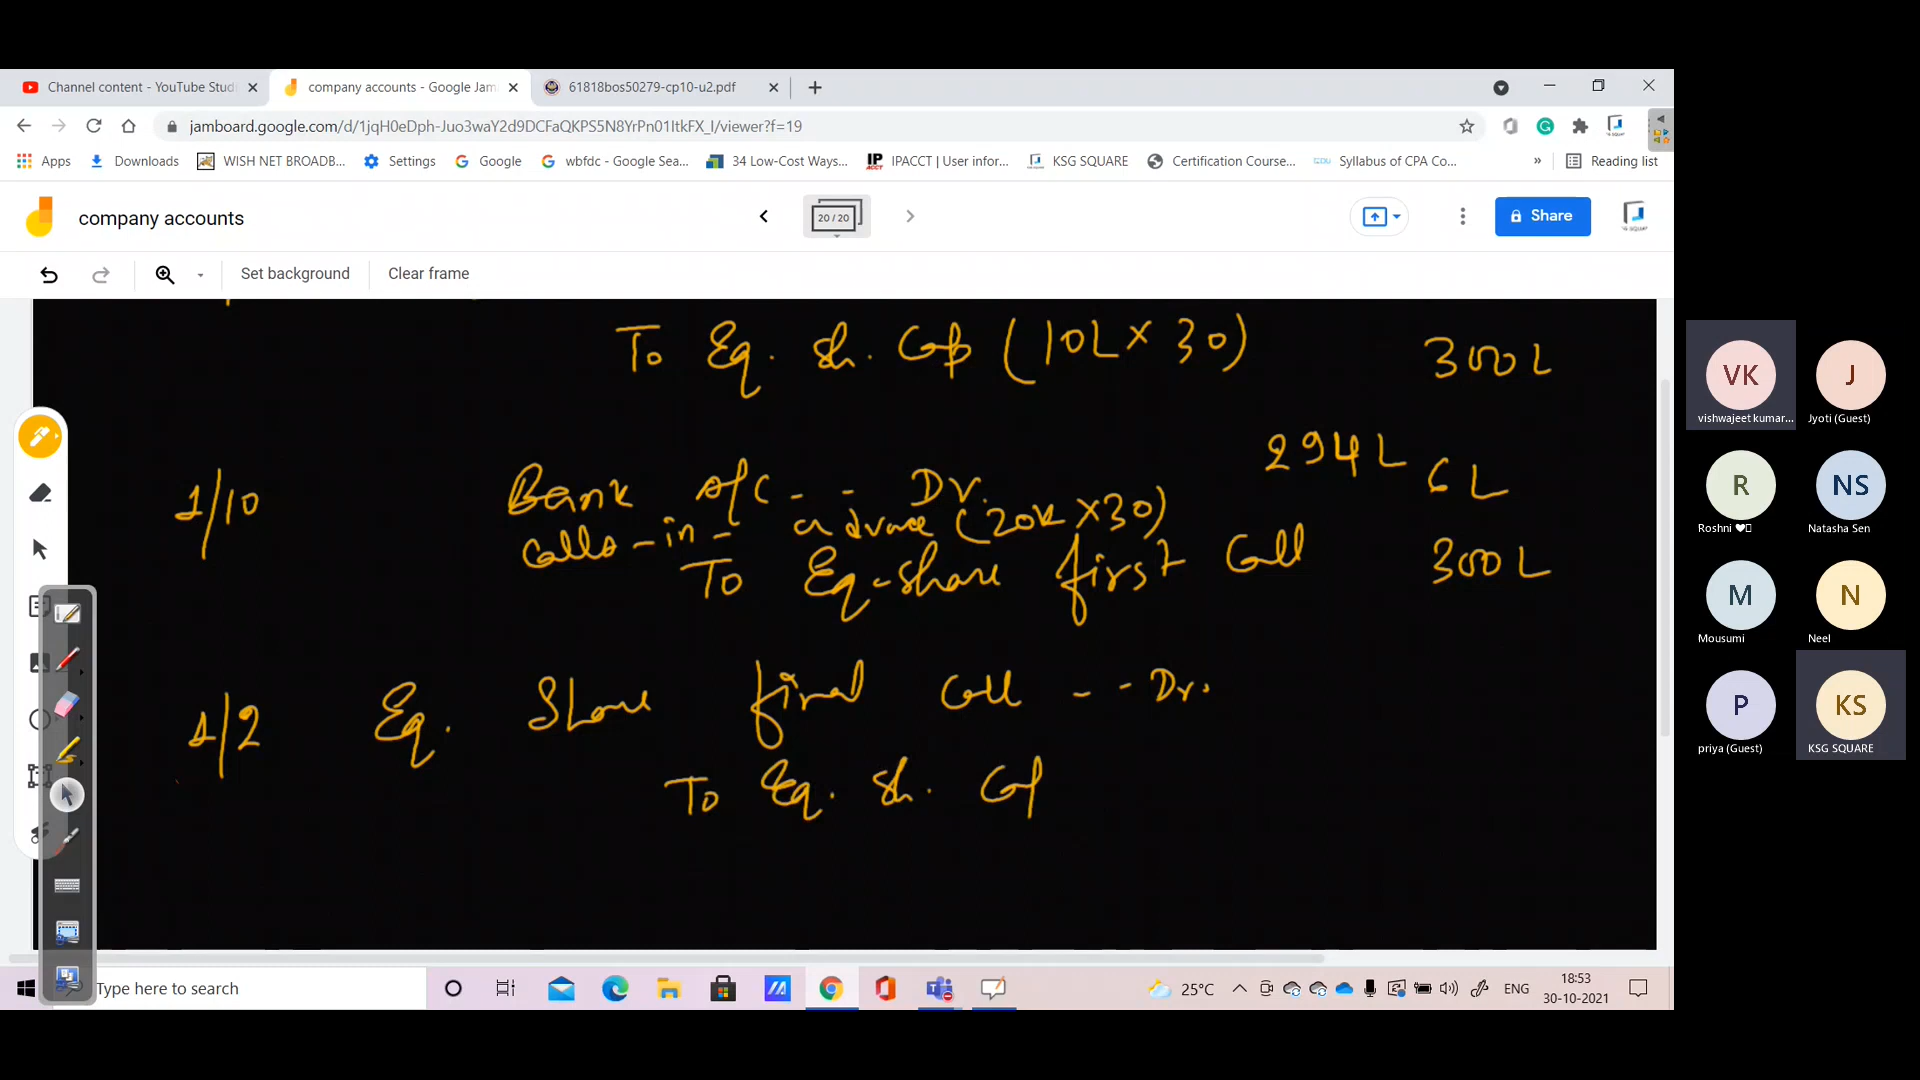 Channel content - YouTube Stud
company accounts - Google Jam
61818bos50279-cp10-u2.pdf
jamboard.google.com/d/1jqH0eDph-Juo3waY2d9DCFaQKPS5N8YrPn01ItkFX_I/viewer?f=19
Apps Downloads WISH NET BROADB... Settings Google wbfdc - Google Sea... 34 Low-Cost Ways... IPACCT | User infor... KSG SQUARE Certification Course... Syllabus of CPA Co... » Reading list
company accounts
20 / 20
Share
Set background Clear frame
To Eq. sh. Cap (10L X 30) 300L
1/10 Bank A/C - - Dr. 294L
Calls-in-advance (20K X 30) 6L
To Eq-share first Call 300L
1/2 Eq. Share final Call - - Dr.
To Eq. sh. Cap
VK
vishwajeet kumar...
J
Jyoti (Guest)
R
Roshni
NS
Natasha Sen
M
Mousumi
N
Neel
P
priya (Guest)
KS
KSG SQUARE
Type here to search
25°C
ENG
18:53
30-10-2021